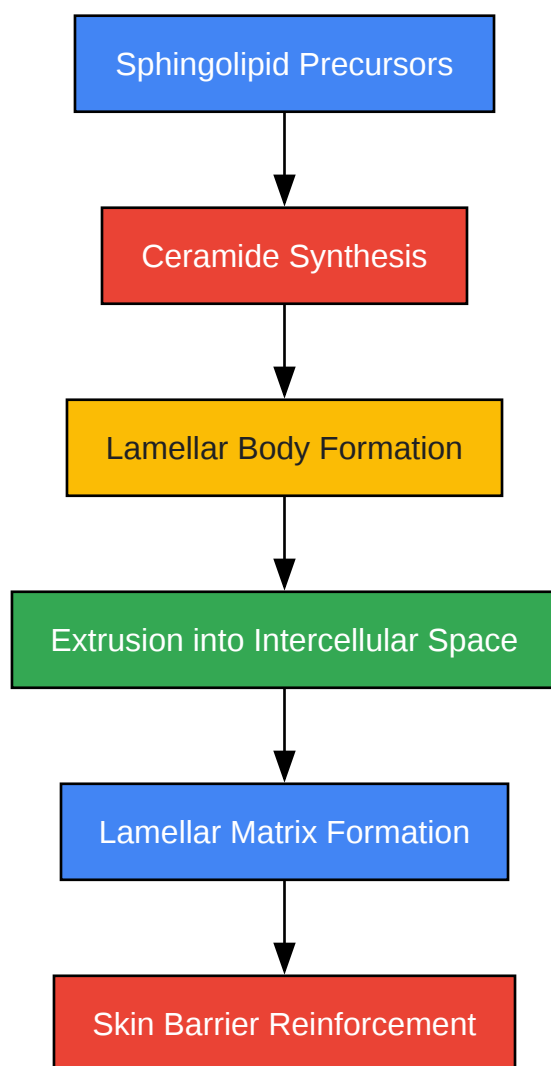 Sphingolipid Precursors
Ceramide Synthesis
Lamellar Body Formation
Extrusion into Intercellular Space
Lamellar Matrix Formation
Skin Barrier Reinforcement